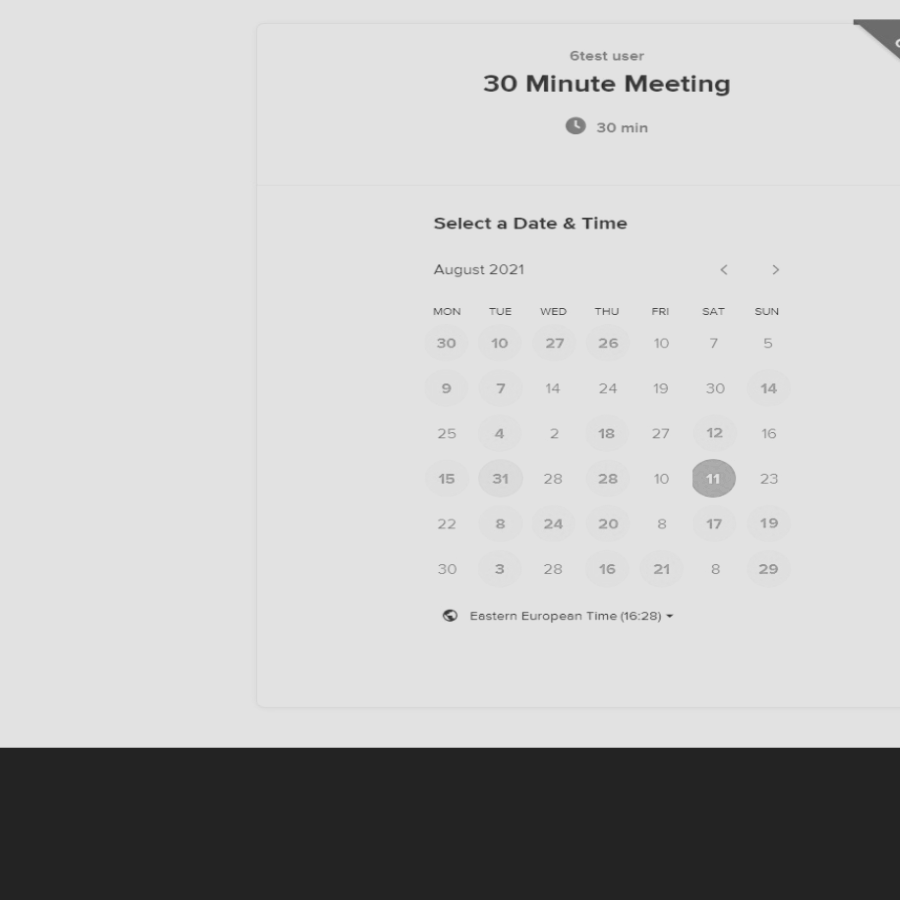 6test user
30 Minute Meeting
30 min
Select a Date & Time
August 2021
MON TUE WED THU FRI SAT SUN
30 10 27 26 10 7 5
9 7 14 24 19 30 14
25 4 2 18 27 12 16
15 31 28 28 10 11 23
22 8 24 20 8 17 19
30 3 28 16 21 8 29
Eastern European Time (16:28)